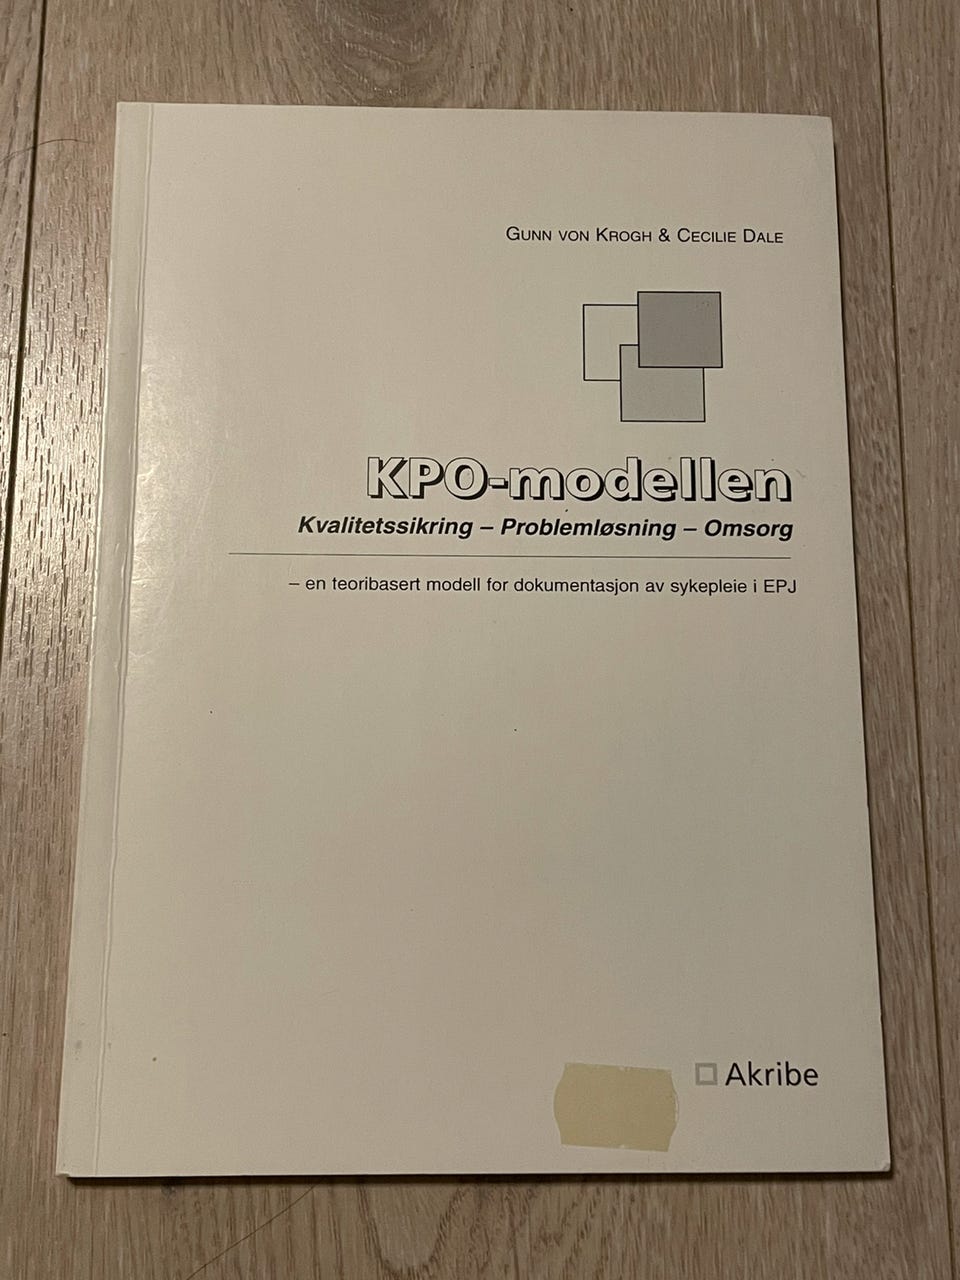 GUNN VON KROGH & CECILIE DALE
KPO-modellen
Kvalitetssikring – Problemløsning – Omsorg
– en teoribasert modell for dokumentasjon av sykepleie i EPJ
Akribe